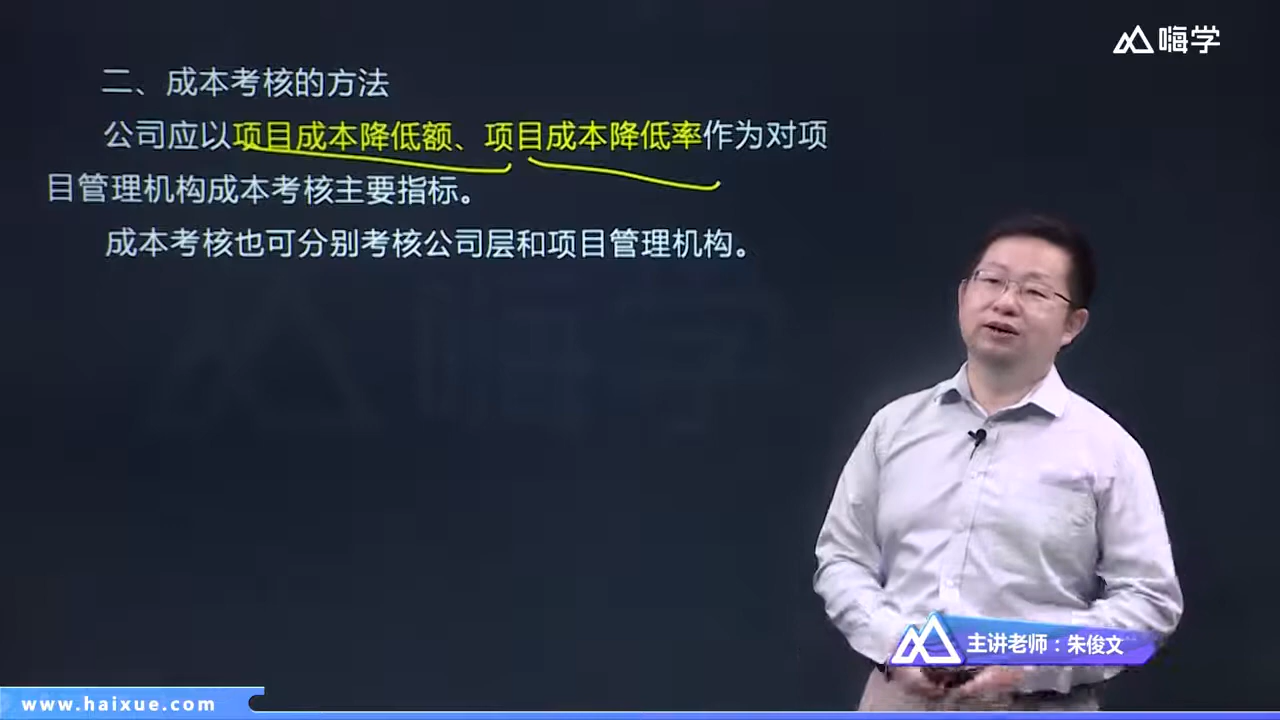 嗨学
二、成本考核的方法
公司应以项目成本降低额、项目成本降低率作为对项
目管理机构成本考核主要指标。
成本考核也可分别考核公司层和项目管理机构。
嗨学
主讲老师：朱俊文
www.haixue.com